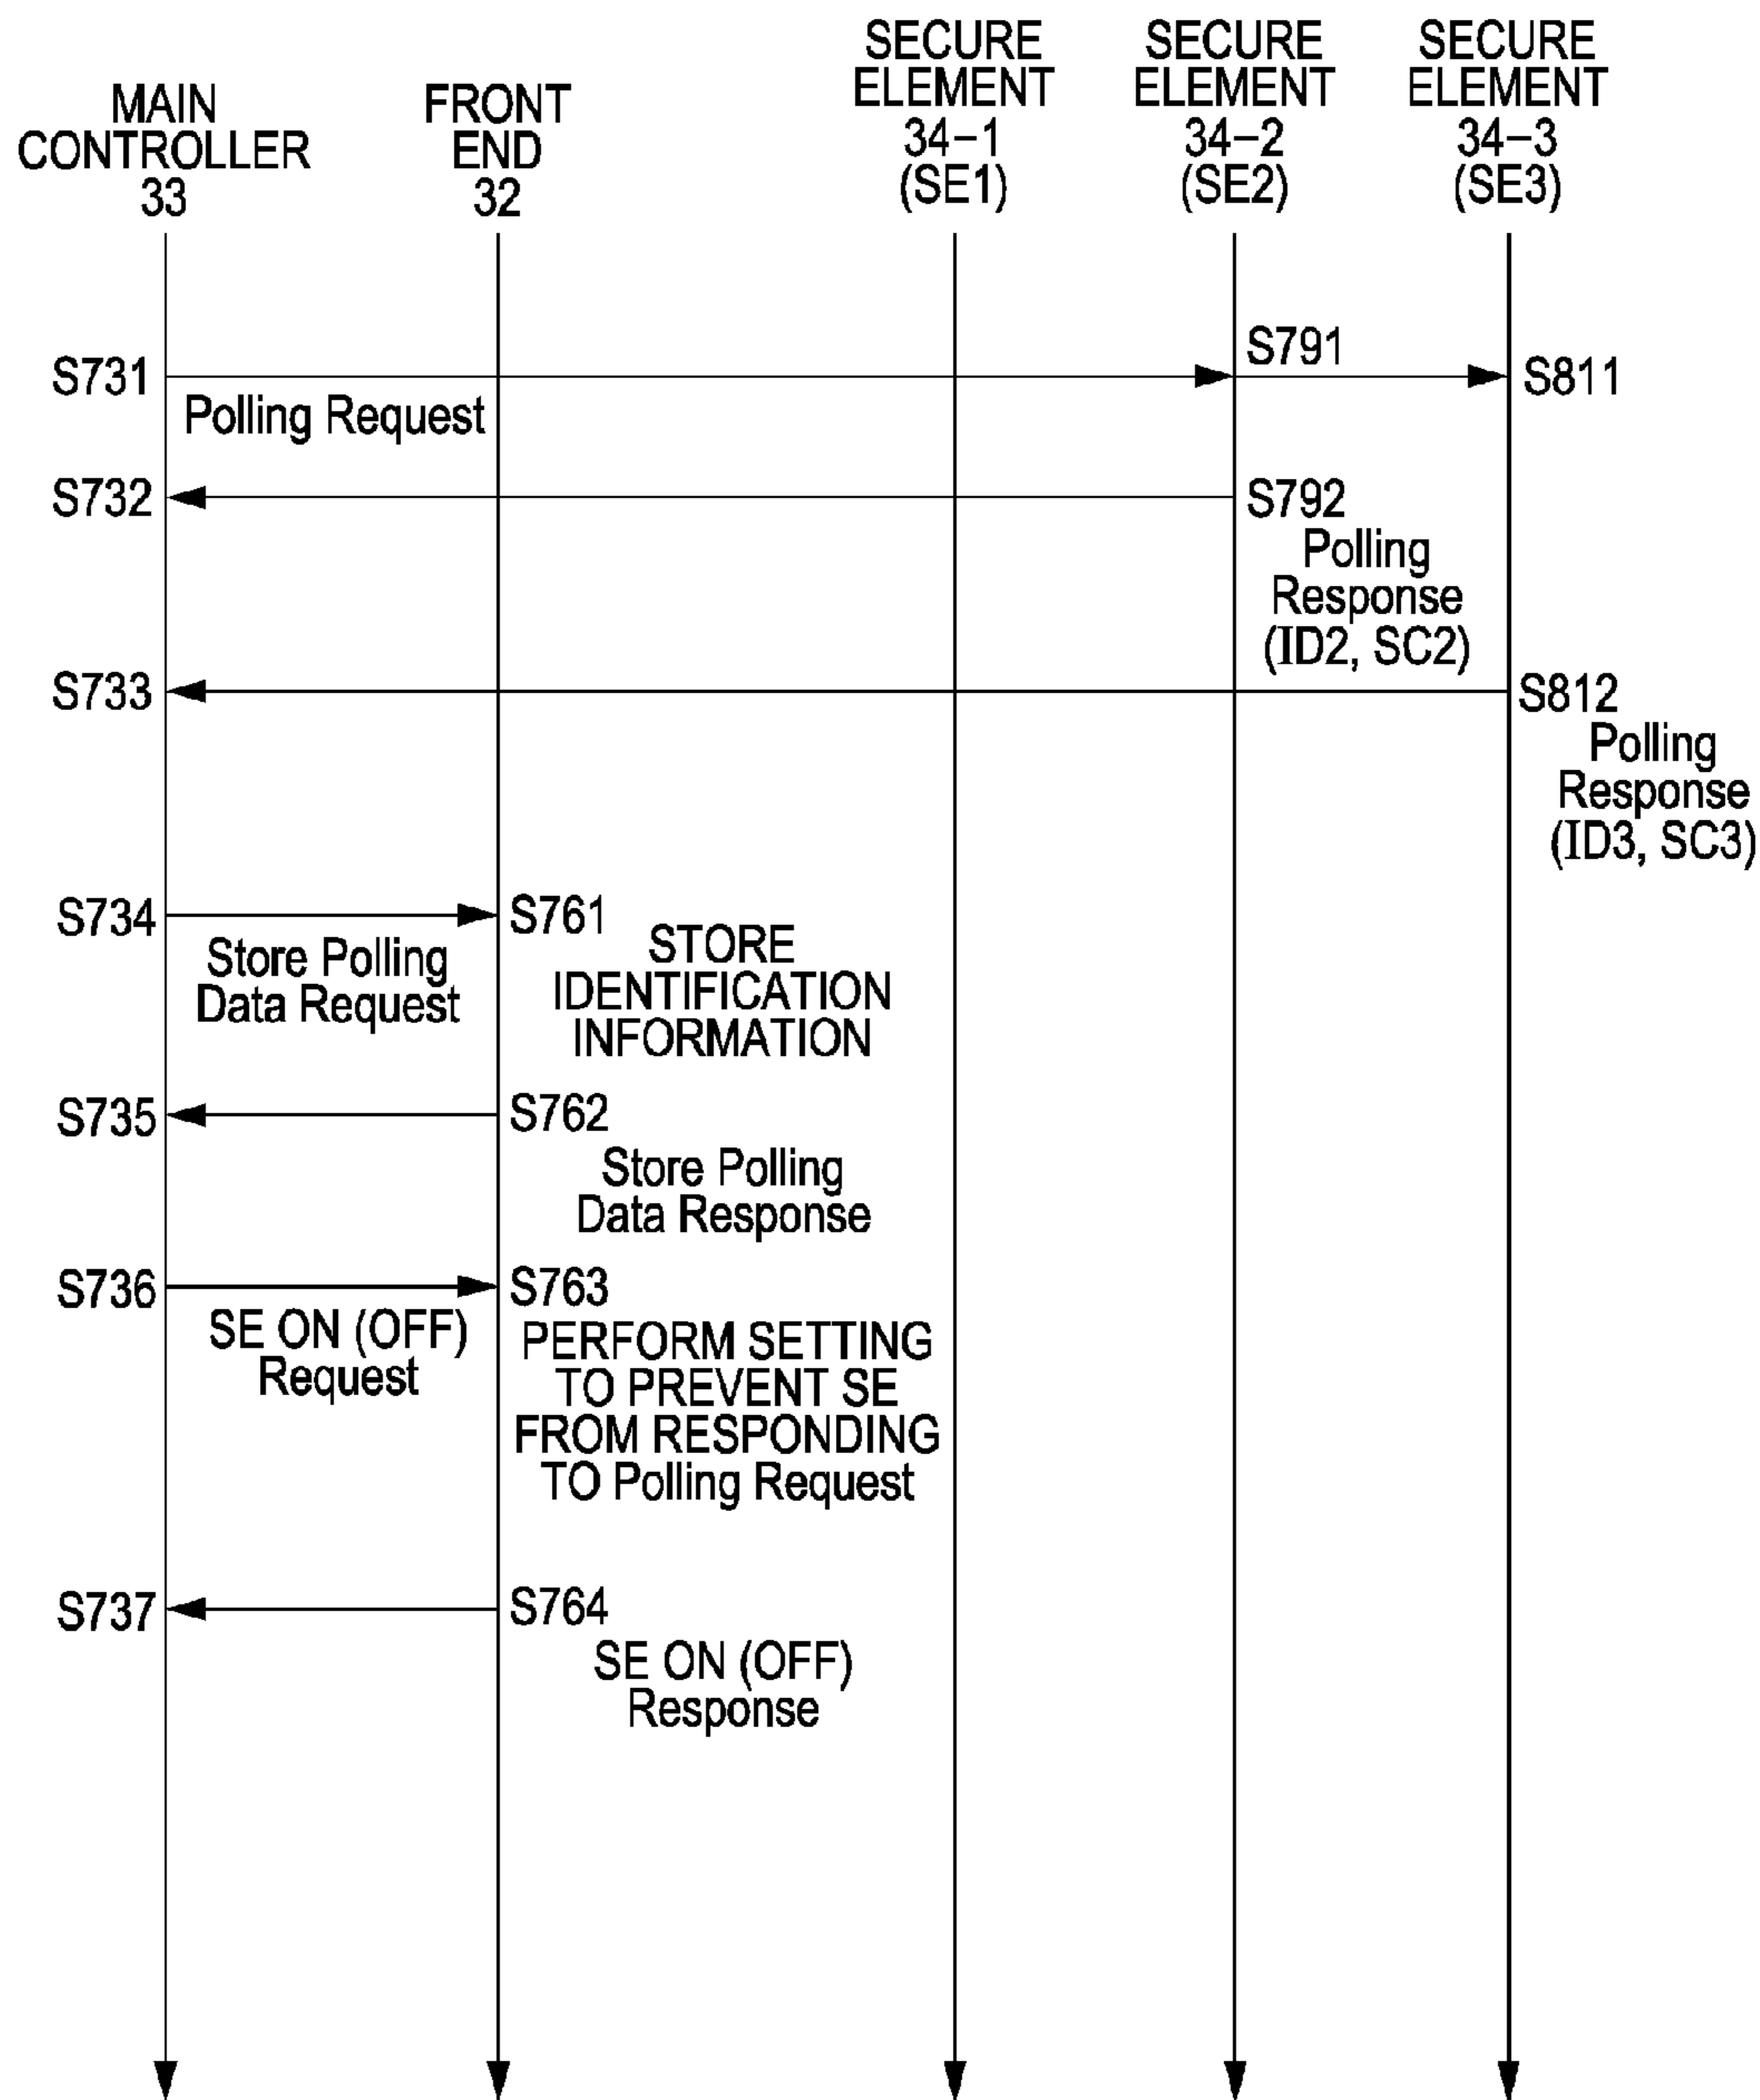 MAIN
CONTROLLER
33
FRONT
END
32
SECURE
ELEMENT
34-1
(SE1)
SECURE
ELEMENT
34-2
(SE2)
SECURE
ELEMENT
34-3
(SE3)
S731
Polling Request
S791
S811
S732
S792
Polling
Response
(ID2, SC2)
S733
S812
Polling
Response
(ID3, SC3)
S734
Store Polling
Data Request
S761
STORE
IDENTIFICATION
INFORMATION
S735
S762
Store Polling
Data Response
S736
SE ON (OFF)
Request
S763
PERFORM SETTING
TO PREVENT SE
FROM RESPONDING
TO Polling Request
S737
S764
SE ON (OFF)
Response